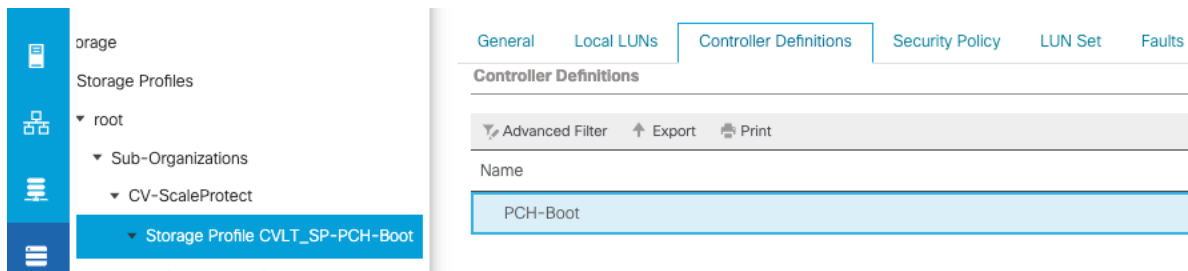 orage
Storage Profiles
root
Sub-Organizations
CV-ScaleProtect
Storage Profile CVLT_SP-PCH-Boot
General Local LUNs Controller Definitions Security Policy LUN Set Faults
Controller Definitions
Advanced Filter Export Print
Name
PCH-Boot